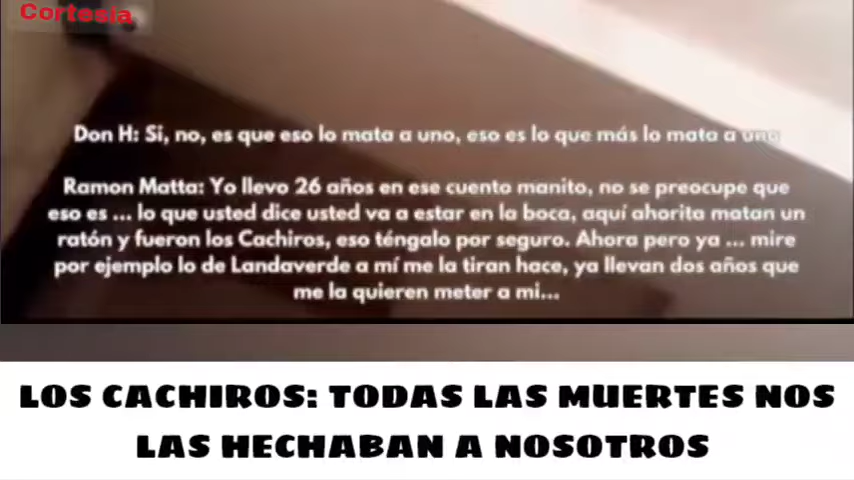 Cortesia
Don H: Sí, no, es que eso lo mata a uno, eso es lo que más lo mata a uno
Ramon Matta: Yo llevo 26 años en ese cuento manito, no se preocupe que
eso es ... lo que usted dice usted va a estar en la boca, aquí ahorita matan un
ratón y fueron los Cachiros, eso téngalo por seguro. Ahora pero ya ... mire
por ejemplo lo de Landaverde a mí me la tiran hace, ya llevan dos años que
me la quieren meter a mi...
LOS CACHIROS: TODAS LAS MUERTES NOS
LAS HECHABAN A NOSOTROS